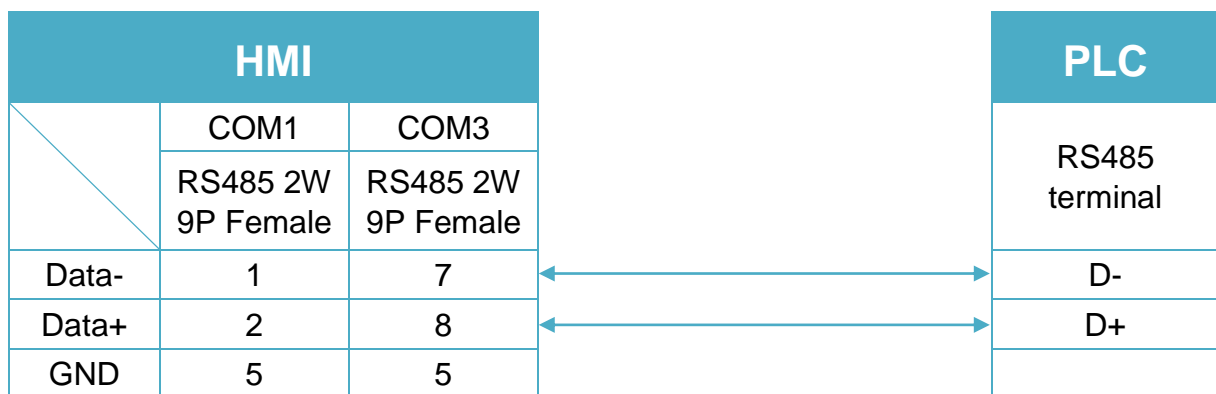 HMI PLC
COM1 COM3
RS485 2W RS485 2W
9P Female 9P Female
RS485
terminal
Data- 1 7 D-
Data+ 2 8 D+
GND 5 5